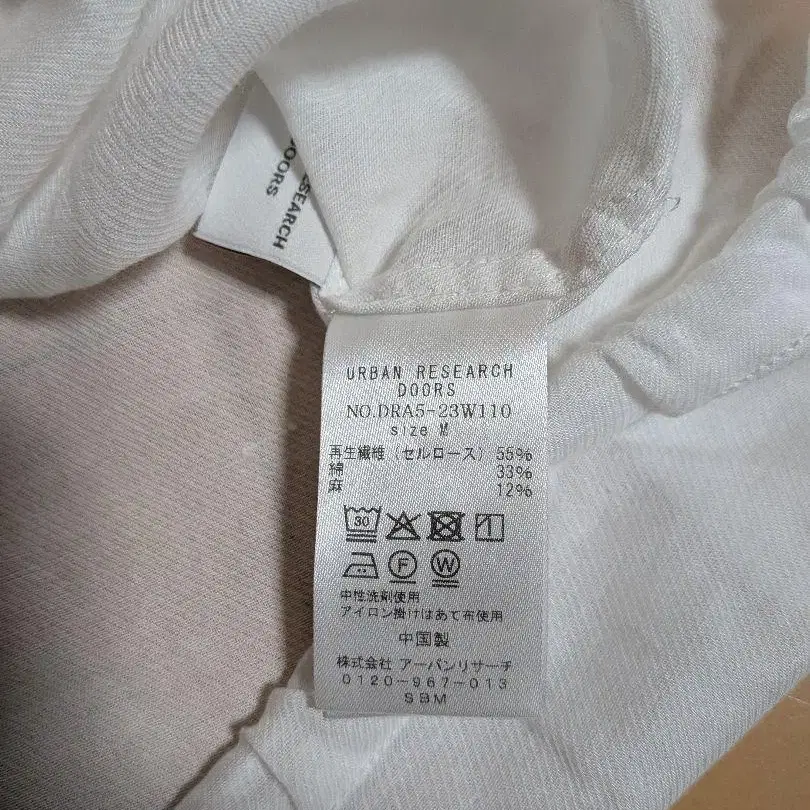 DOORS
URBAN RESEARCH
DOORS
NO.DRA5-23W110
size M
再生繊維(セルロース) 55%
綿 33%
麻 12%
30
F W
中性洗剤使用
アイロン掛けはあて布使用
中国製
株式会社 アーバンリサーチ
0120-967-013
SBM